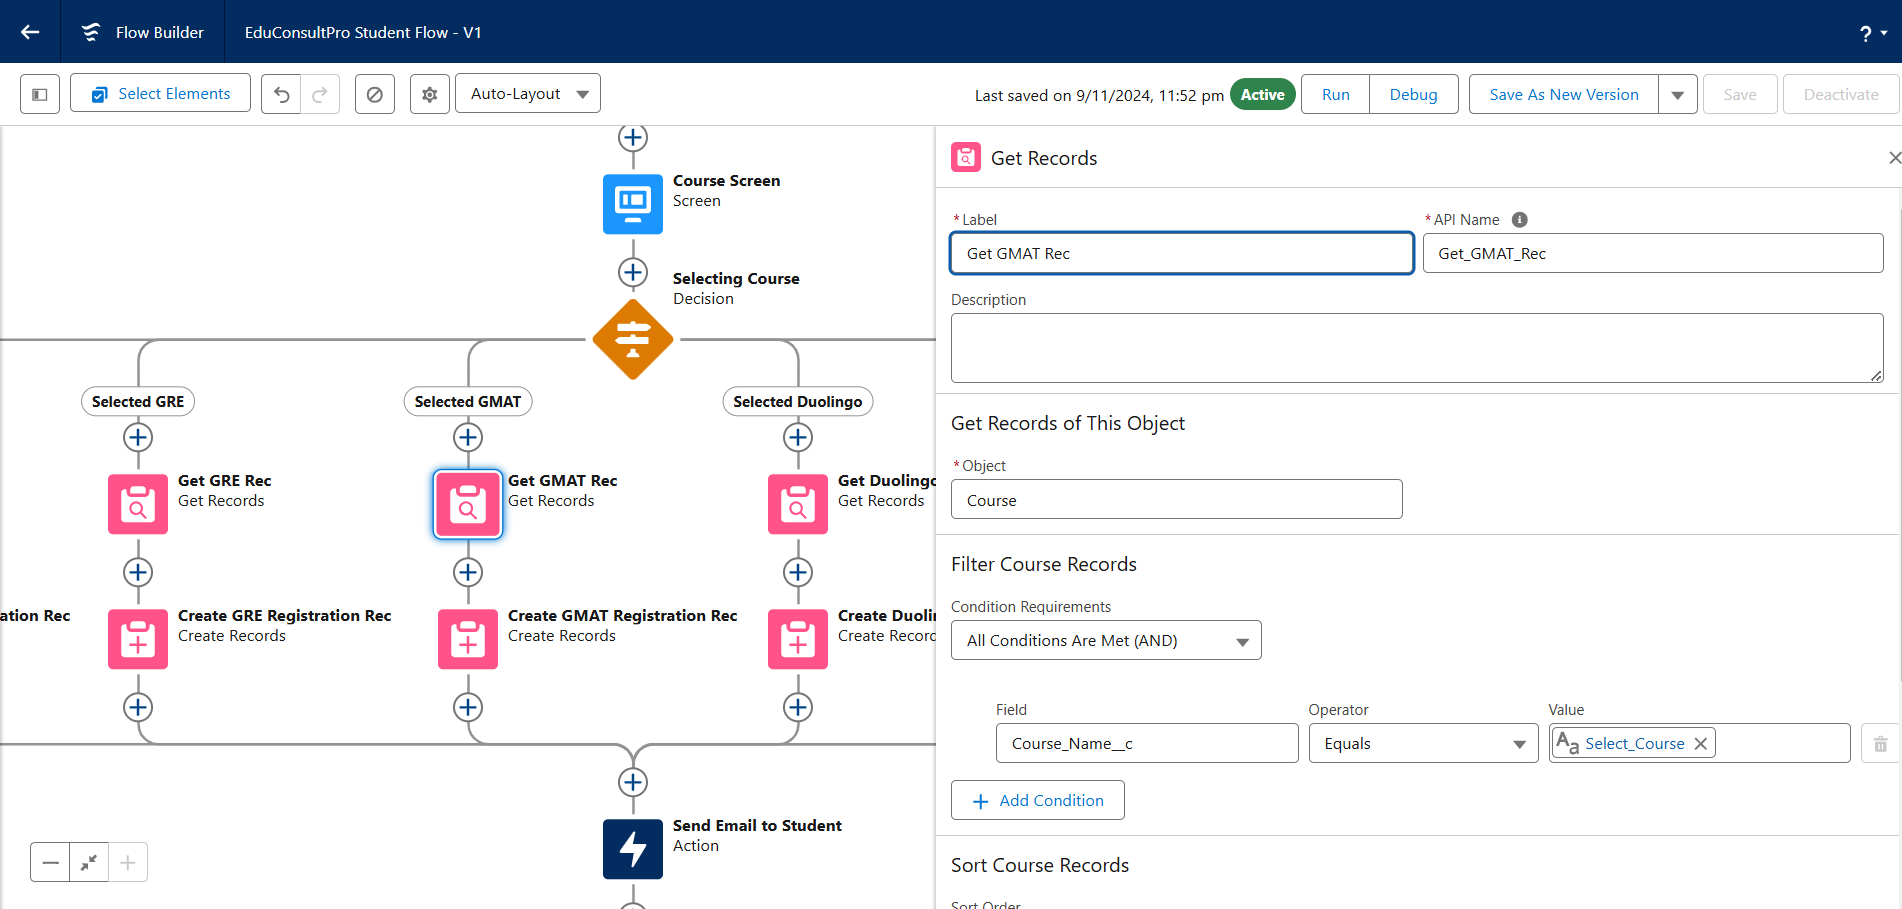 Flow Builder
EduConsultPro Student Flow - V1
?
Select Elements
Auto-Layout
Last saved on 9/11/2024, 11:52 pm
Active
Run
Debug
Save As New Version
Save
Deactivate
Course Screen
Screen
Selecting Course
Decision
Selected GRE
Selected GMAT
Selected Duolingo
Get GRE Rec
Get Records
Get GMAT Rec
Get Records
Get Duolingo
Get Records
ation Rec
Create GRE Registration Rec
Create Records
Create GMAT Registration Rec
Create Records
Create Duolin
Create Record
Send Email to Student
Action
Get Records
* Label
Get GMAT Rec
* API Name
Get_GMAT_Rec
Description
Get Records of This Object
* Object
Course
Filter Course Records
Condition Requirements
All Conditions Are Met (AND)
Field
Course_Name__c
Operator
Equals
Value
Aa Select_Course
Add Condition
Sort Course Records
Sort Order